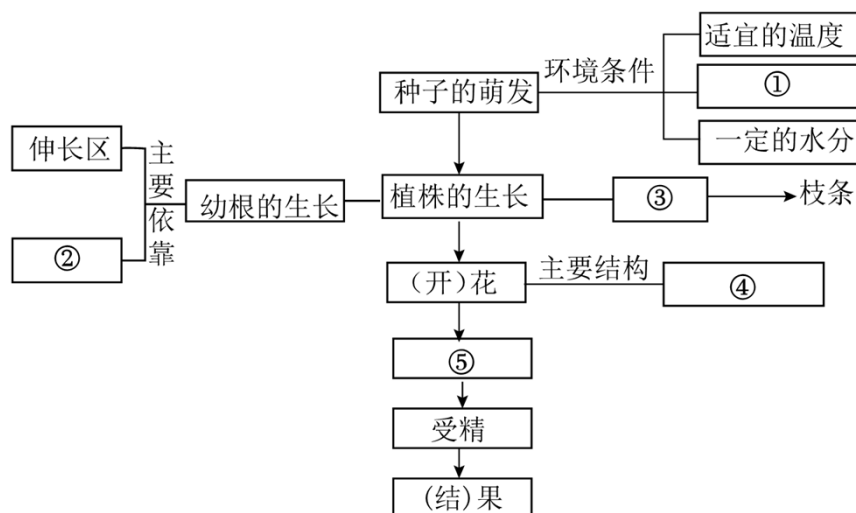 适宜的温度
环境条件
①
种子的萌发
一定的水分
伸长区
主要依靠
幼根的生长
植株的生长
③
枝条
②
(开)花
主要结构
④
⑤
受精
(结)果